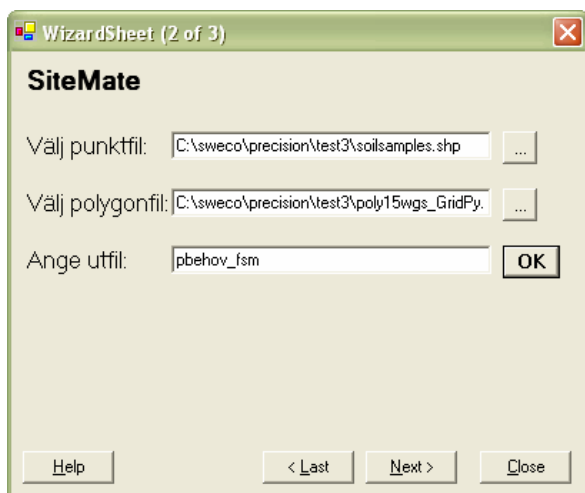 WizardSheet (2 of 3)
SiteMate
Välj punktfil: C:\sweco\precision\test3\soilsamples.shp ...
Välj polygonfil: C:\sweco\precision\test3\poly15wgs_GridPy. ...
Ange utfil: pbehov_fsm OK
Help < Last Next > Close